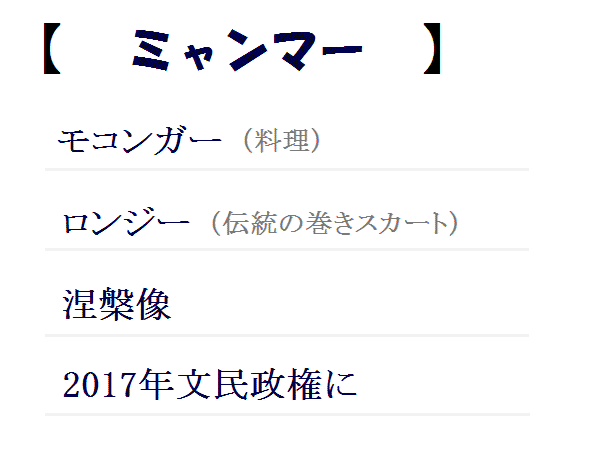 【 ミャンマー 】
モコンガー（料理）
ロンジー（伝統の巻きスカート）
涅槃像
2017年文民政権に